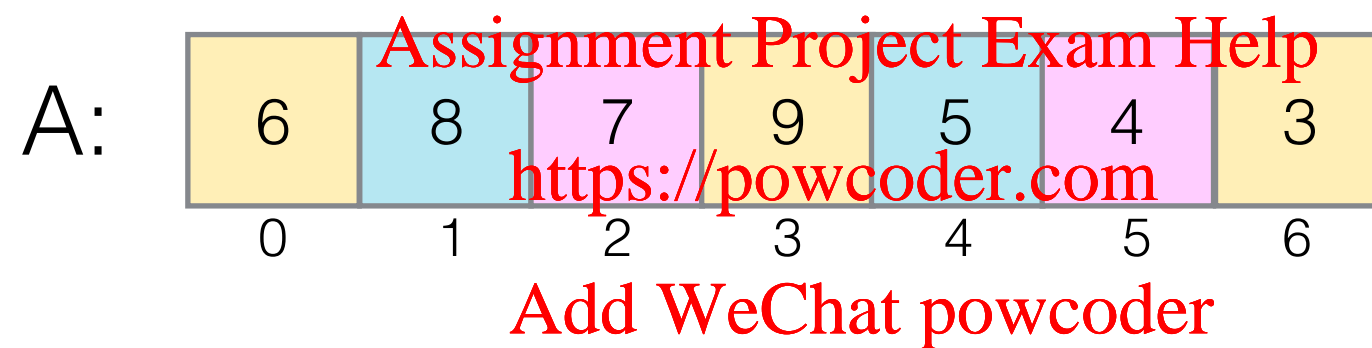 Assignment Project Exam Help
A: 6 8 7 9 5 4 3
https://powcoder.com
0 1 2 3 4 5 6
Add WeChat powcoder